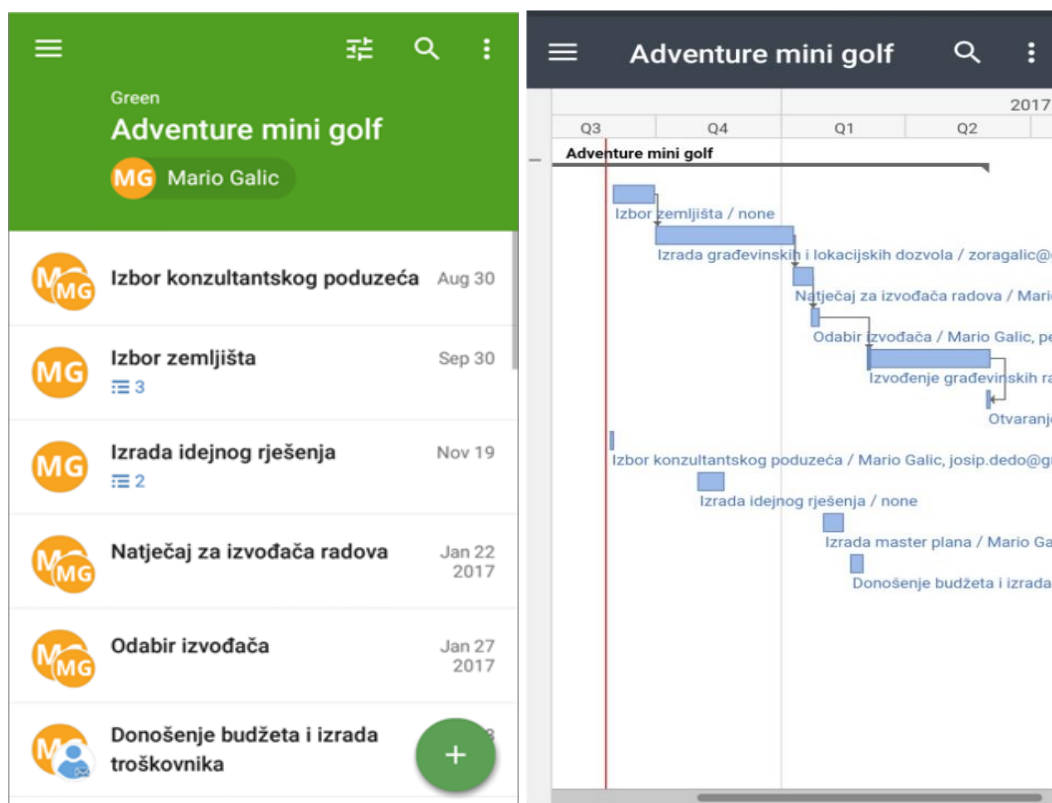 Green
Adventure mini golf
MG Mario Galic
MG Izbor konzultantskog poduzeća Aug 30
MG Izbor zemljišta Sep 30
3
MG Izrada idejnog rješenja Nov 19
2
MG Natječaj za izvođača radova Jan 22
2017
MG Odabir izvođača Jan 27
2017
Donošenje budžeta i izrada
troškovnika
+
Adventure mini golf
2017
Q3 Q4 Q1 Q2
Adventure mini golf
Izbor zemljišta / none
Izrada građevinskih i lokacijskih dozvola / zoragalic@
Natječaj za izvođača radova / Mari
Odabir izvođača / Mario Galic, pe
Izvođenje građevinskih ra
Otvaranj
Izbor konzultantskog poduzeća / Mario Galic, josip.dedo@g
Izrada idejnog rješenja / none
Izrada master plana / Mario Ga
Donošenje budžeta i izrada